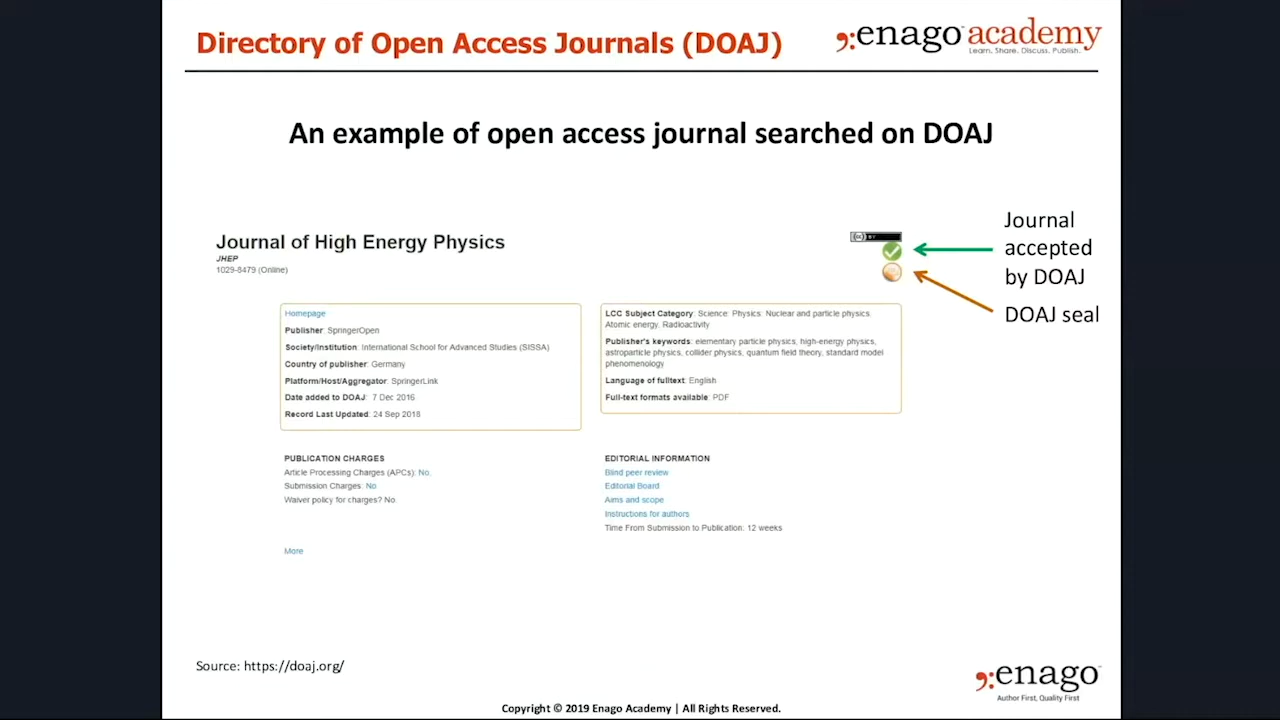 Directory of Open Access Journals (DOAJ)
enago academy
Learn. Share. Discuss. Publish.
An example of open access journal searched on DOAJ
Journal of High Energy Physics
JHEP
1029-8479 (Online)
CC BY
Journal
accepted
by DOAJ
DOAJ seal
Homepage
Publisher: SpringerOpen
Society/Institution: International School for Advanced Studies (SISSA)
Country of publisher: Germany
Platform/Host/Aggregator: SpringerLink
Date added to DOAJ: 7 Dec 2016
Record Last Updated: 24 Sep 2018
LCC Subject Category: Science: Physics: Nuclear and particle physics.
Atomic energy. Radioactivity
Publisher's keywords: elementary particle physics, high-energy physics,
astroparticle physics, collider physics, quantum field theory, standard model
phenomenology
Language of fulltext: English
Full-text formats available: PDF
PUBLICATION CHARGES
Article Processing Charges (APCs): No.
Submission Charges: No.
Waiver policy for charges? No.
More
EDITORIAL INFORMATION
Blind peer review
Editorial Board
Aims and scope
Instructions for authors
Time From Submission to Publication: 12 weeks
Source: https://doaj.org/
enago
Author First, Quality First
Copyright © 2019 Enago Academy | All Rights Reserved.